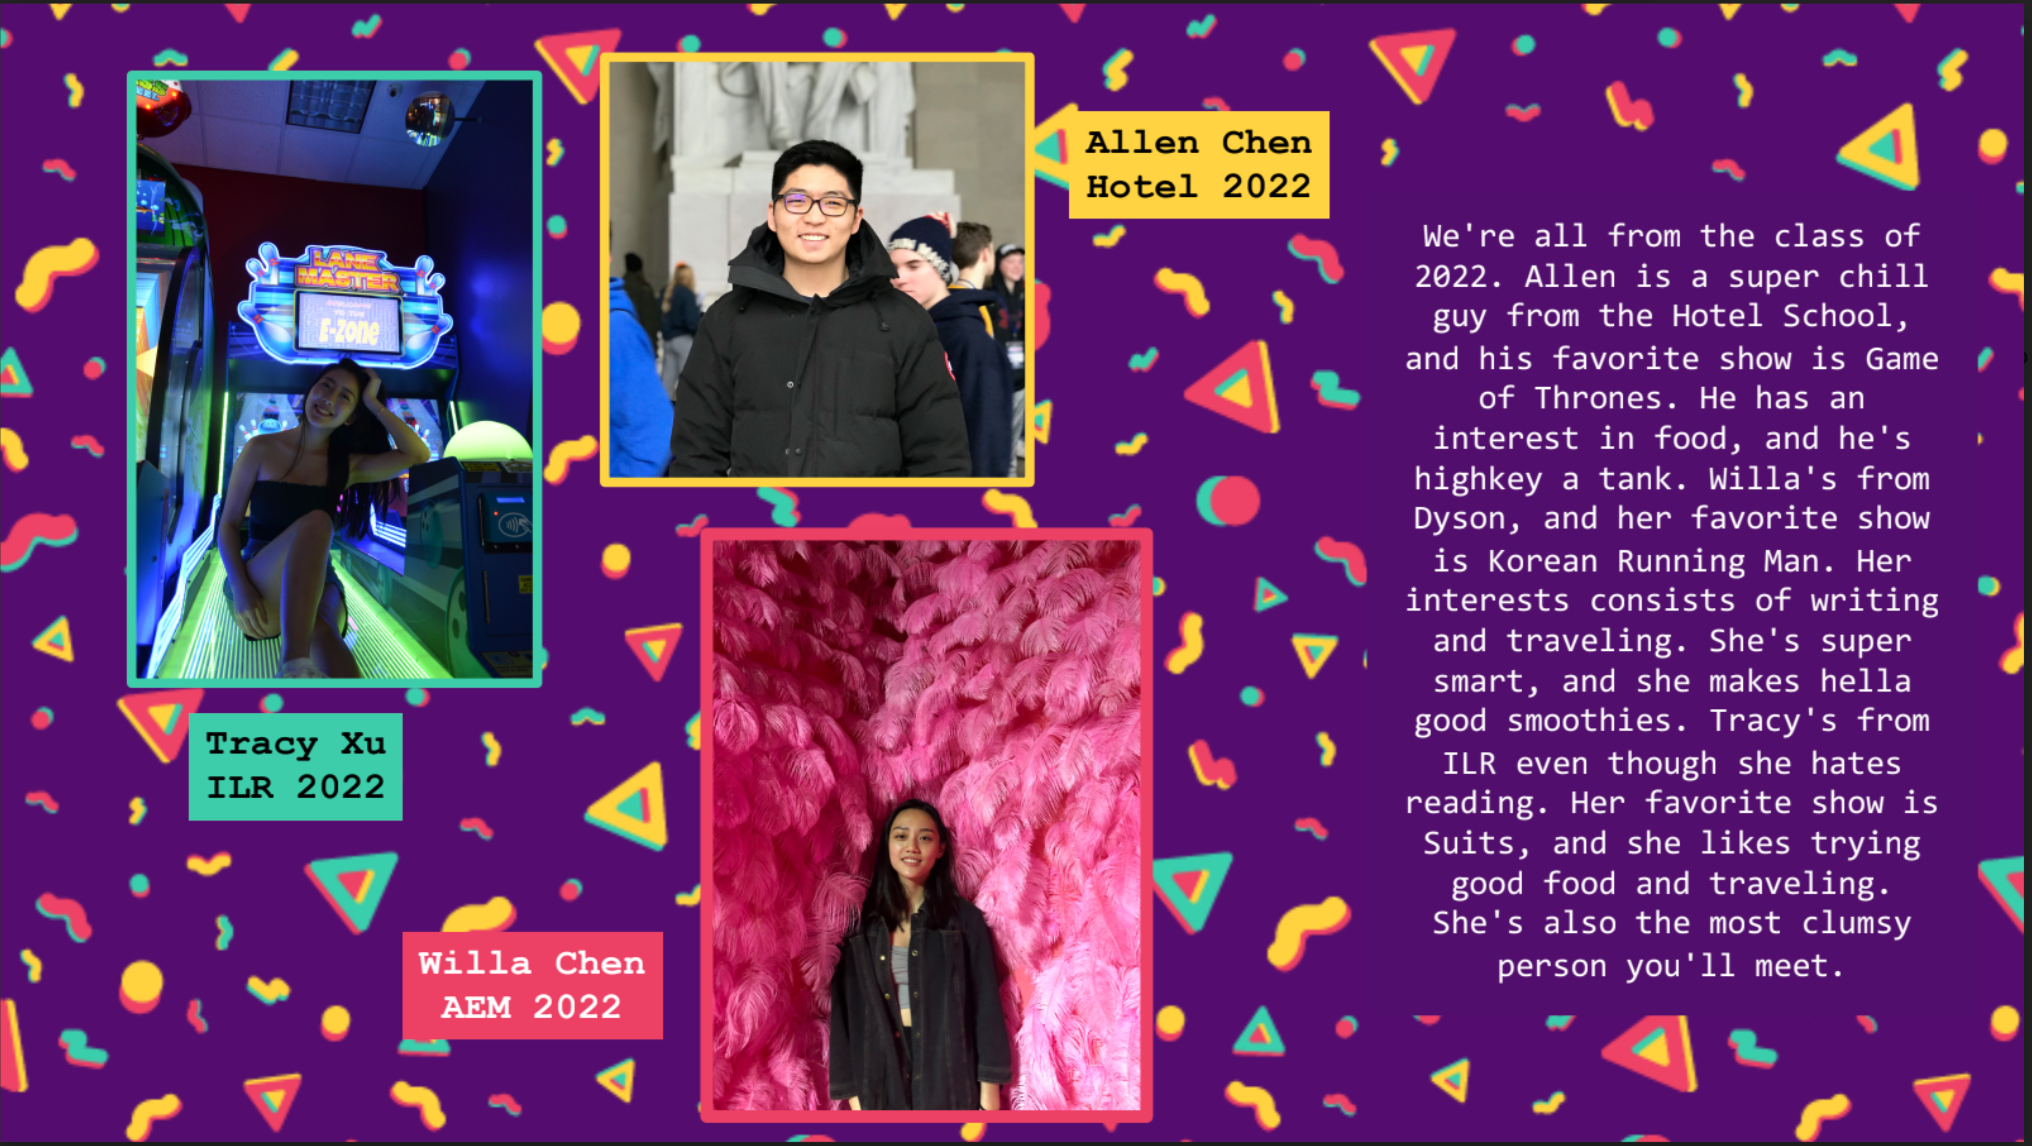 LANE
MASTER
E-Zone
Tracy Xu
ILR 2022
Allen Chen
Hotel 2022
Willa Chen
AEM 2022
We're all from the class of
2022. Allen is a super chill
guy from the Hotel School,
and his favorite show is Game
of Thrones. He has an
interest in food, and he's
highkey a tank. Willa's from
Dyson, and her favorite show
is Korean Running Man. Her
interests consists of writing
and traveling. She's super
smart, and she makes hella
good smoothies. Tracy's from
ILR even though she hates
reading. Her favorite show is
Suits, and she likes trying
good food and traveling.
She's also the most clumsy
person you'll meet.